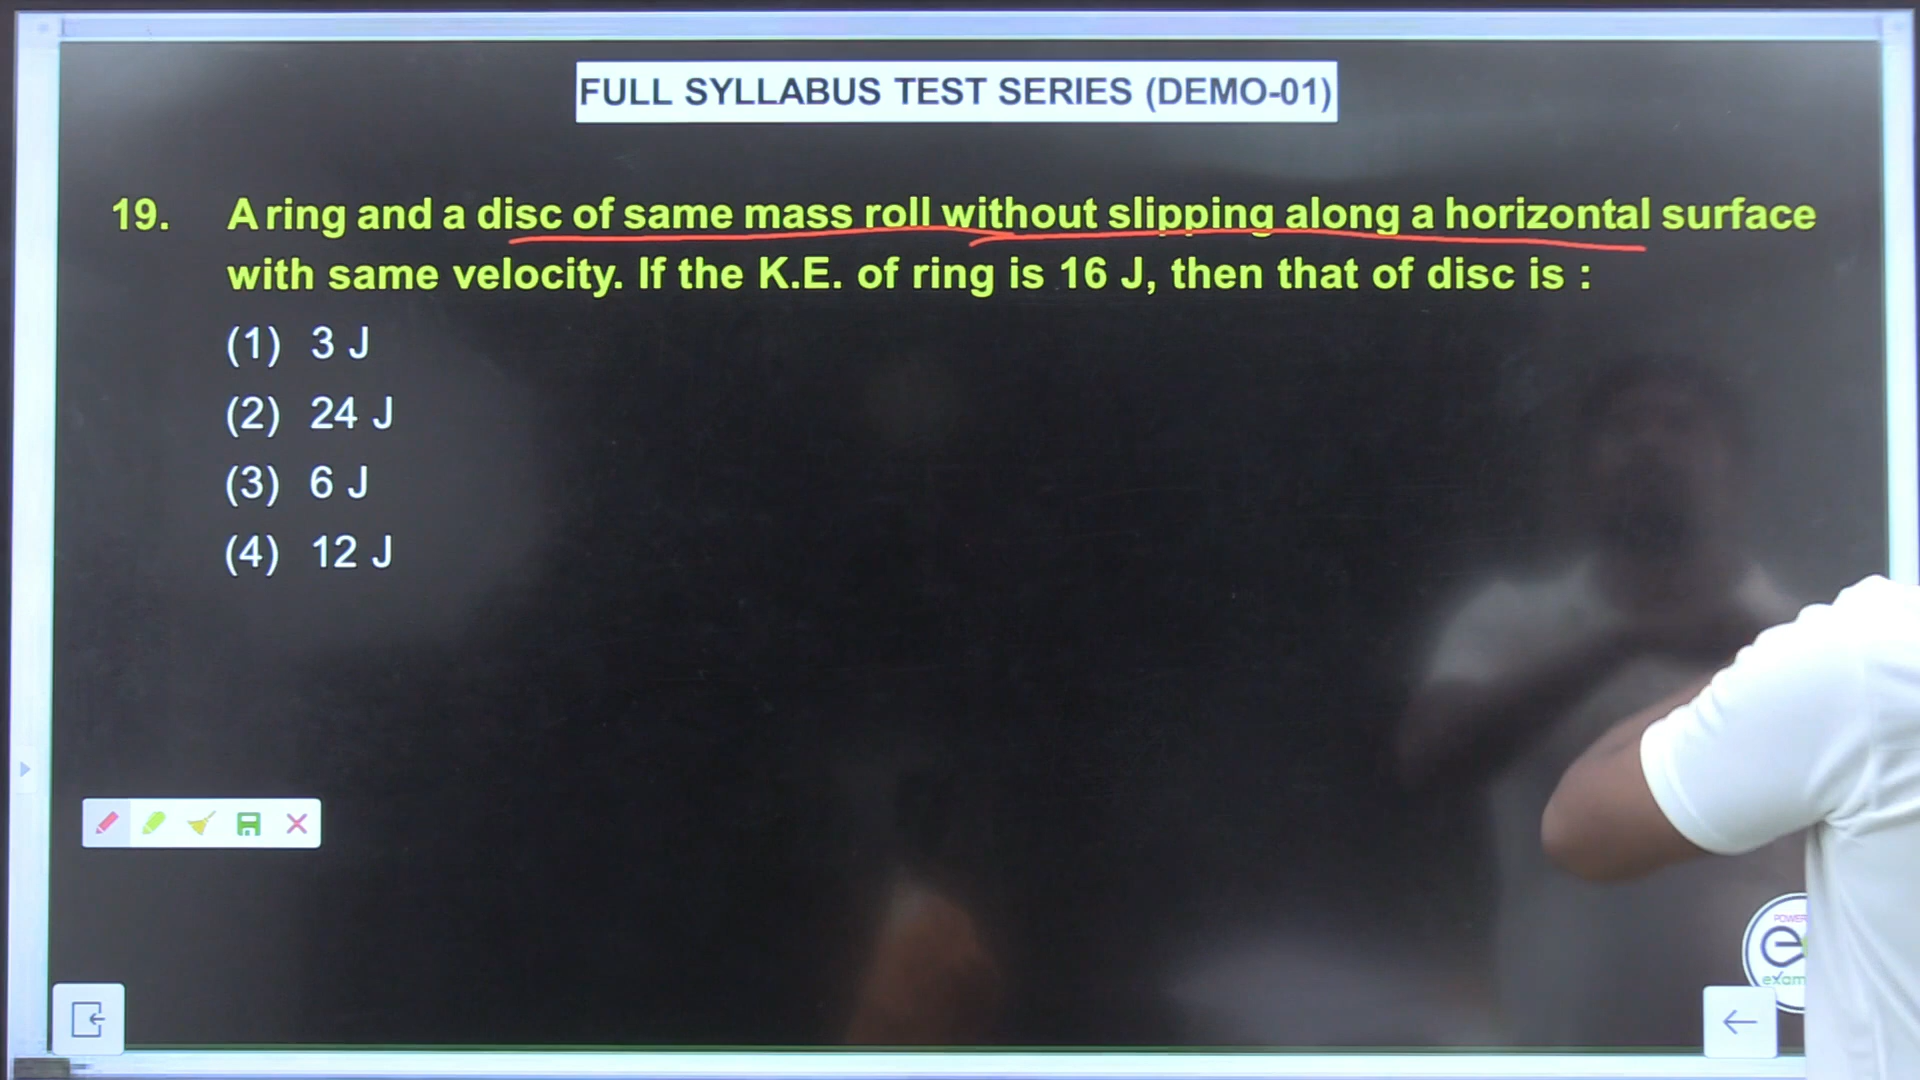 FULL SYLLABUS TEST SERIES (DEMO-01)
19. A ring and a disc of same mass roll without slipping along a horizontal surface
with same velocity. If the K.E. of ring is 16 J, then that of disc is :
(1) 3 J
(2) 24 J
(3) 6 J
(4) 12 J
POWER
e
exam